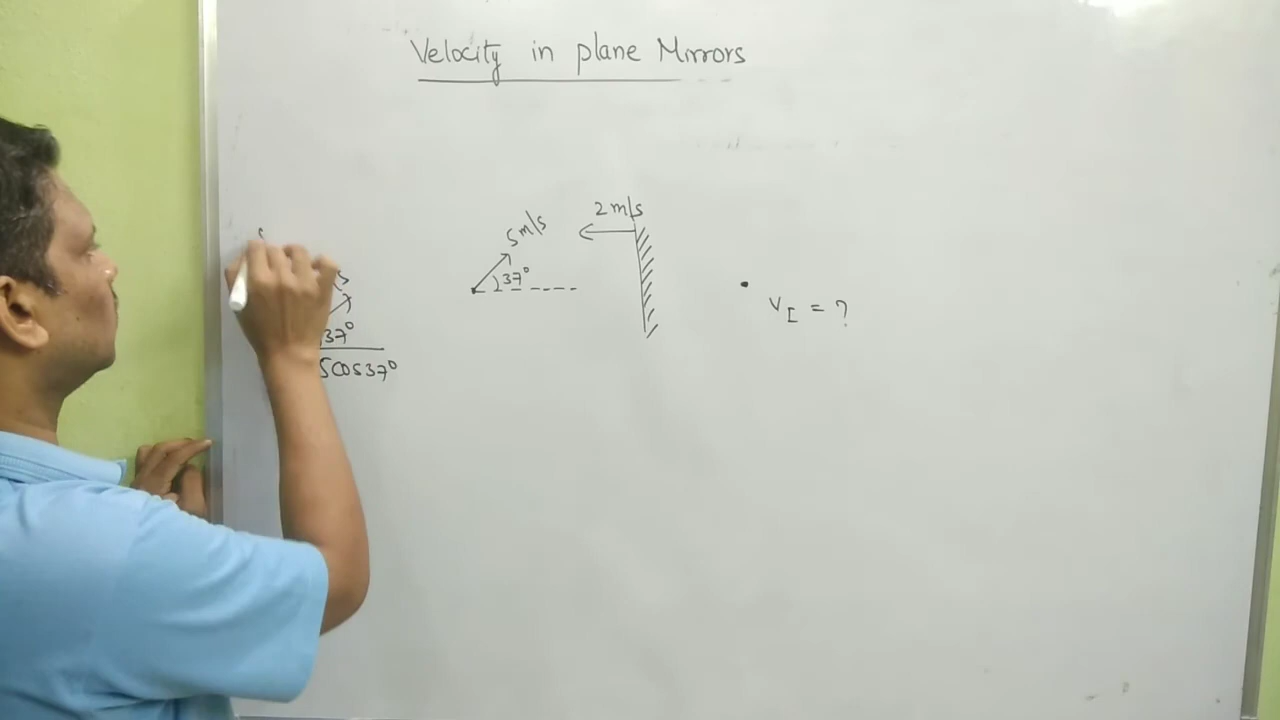 Velocity in plane Mirrors
2 m/s
5 m/s
37°
V_I = ?
37°
5cos37°